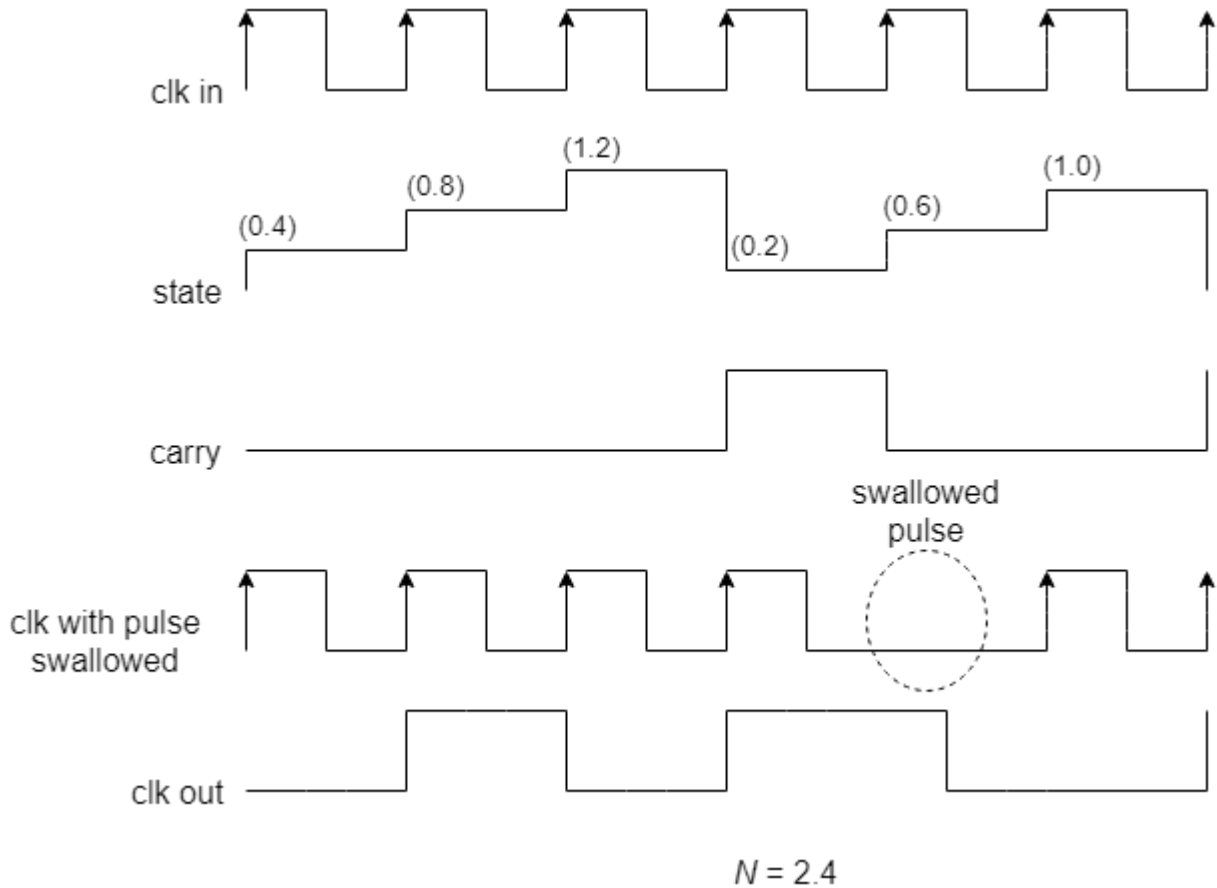 clk in
(0.4)
(0.8)
(1.2)
(0.2)
(0.6)
(1.0)
state
carry
swallowed
pulse
clk with pulse
swallowed
clk out
N = 2.4